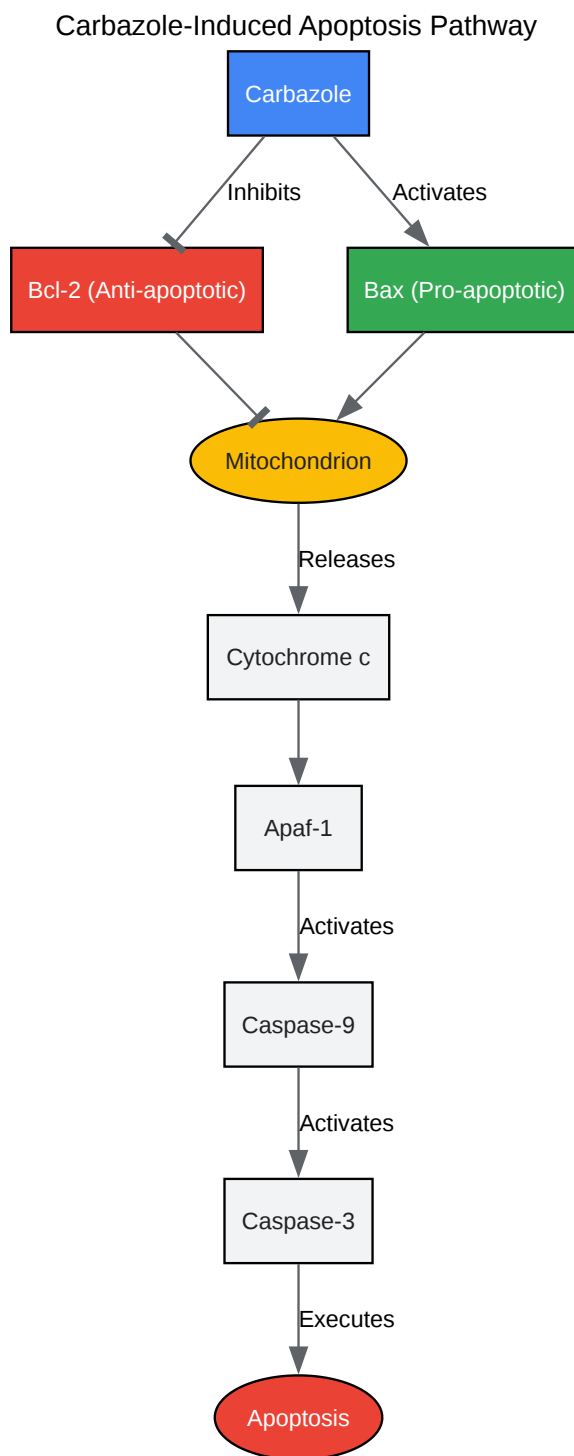 Carbazole-Induced Apoptosis Pathway
Carbazole
Inhibits
Activates
Bcl-2 (Anti-apoptotic)
Bax (Pro-apoptotic)
Mitochondrion
Releases
Cytochrome c
Apaf-1
Activates
Caspase-9
Activates
Caspase-3
Executes
Apoptosis